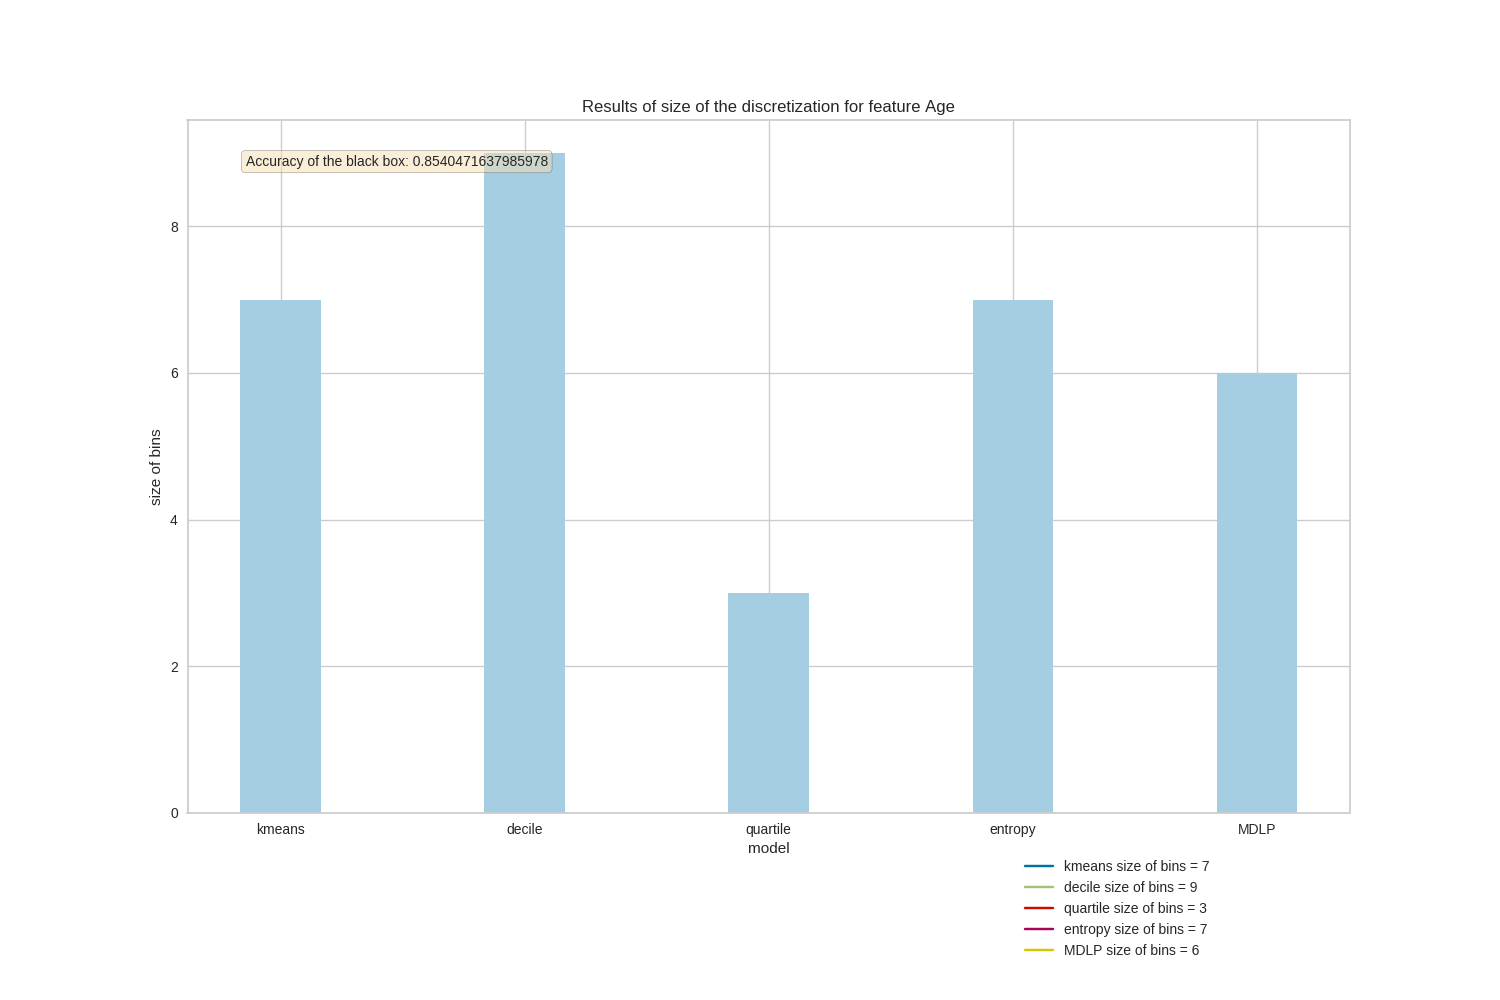 Results of size of the discretization for feature Age
Accuracy of the black box: 0.8540471637985978
8
6
4
2
0
size of bins
kmeans decile quartile entropy MDLP
model
kmeans size of bins = 7
decile size of bins = 9
quartile size of bins = 3
entropy size of bins = 7
MDLP size of bins = 6